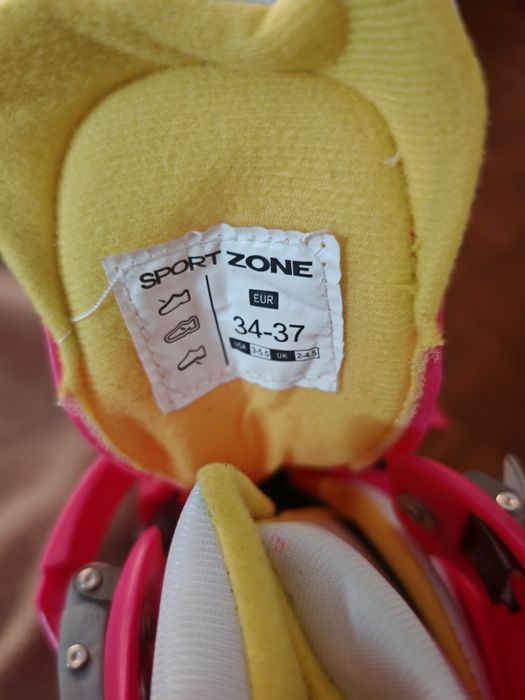 SPORT ZONE
EUR
34-37
USA 3-5.5 UK 2-4.5